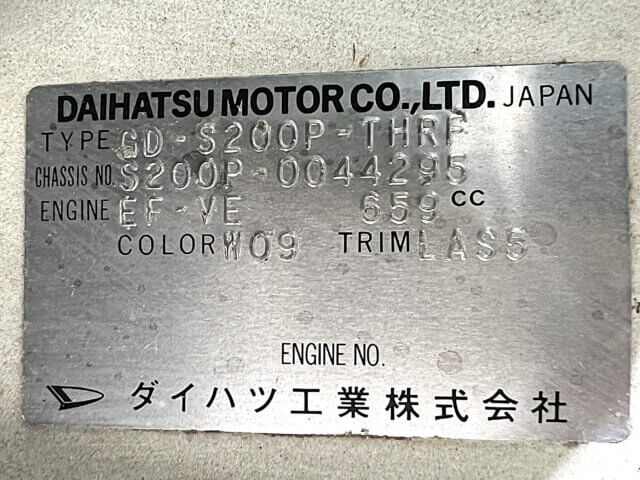 DAIHATSU MOTOR CO.,LTD. JAPAN
TYPE GD-S200P-THRF
CHASSIS NO. S200P-0044295
ENGINE EF-VE 659 CC
COLOR W09 TRIM LAS5
ENGINE NO.
ダイハツ工業株式会社